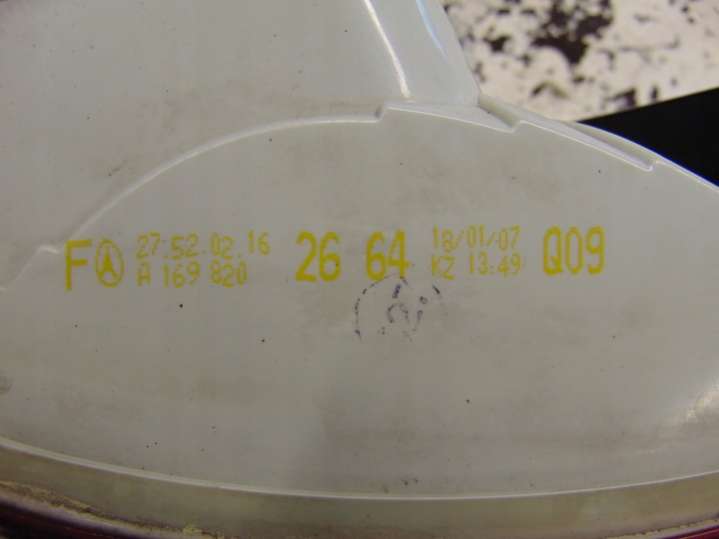 F 27.52.02.16 26 64 18/01/07 Q09
A 169 820 KZ 13:49